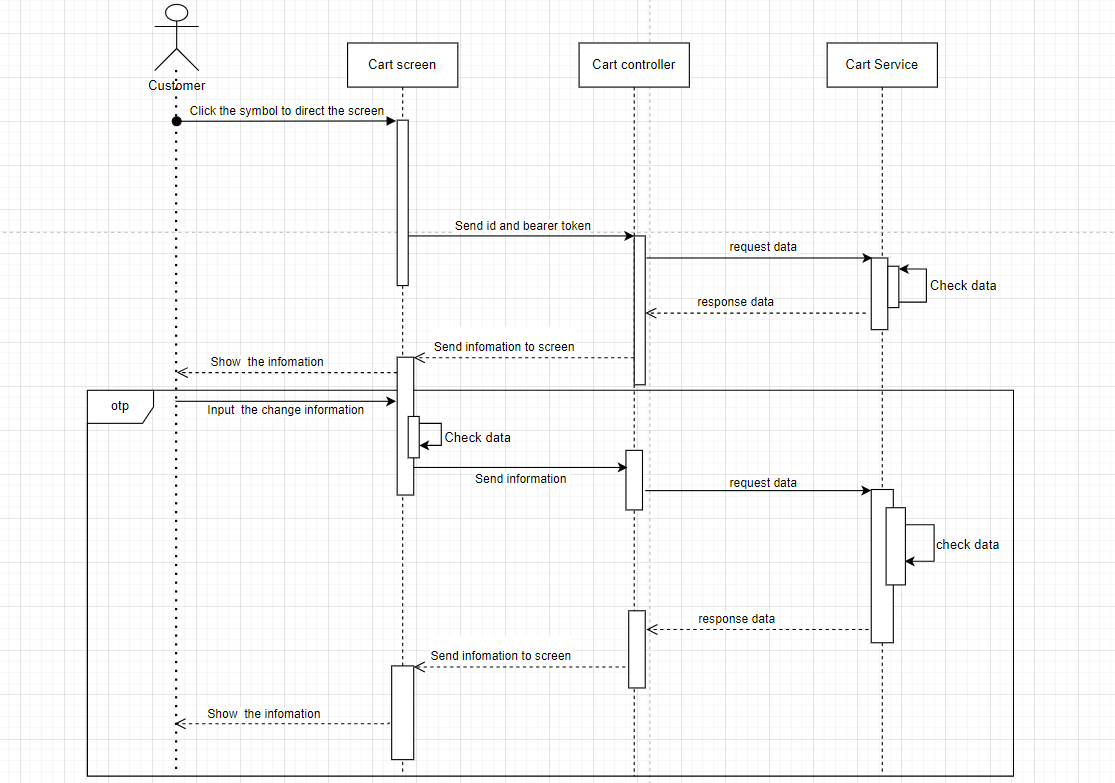 Customer
Cart screen
Cart controller
Cart Service
Click the symbol to direct the screen
Send id and bearer token
request data
Check data
response data
Send infomation to screen
Show  the infomation
otp
Input  the change information
Check data
Send information
request data
check data
response data
Send infomation to screen
Show  the infomation